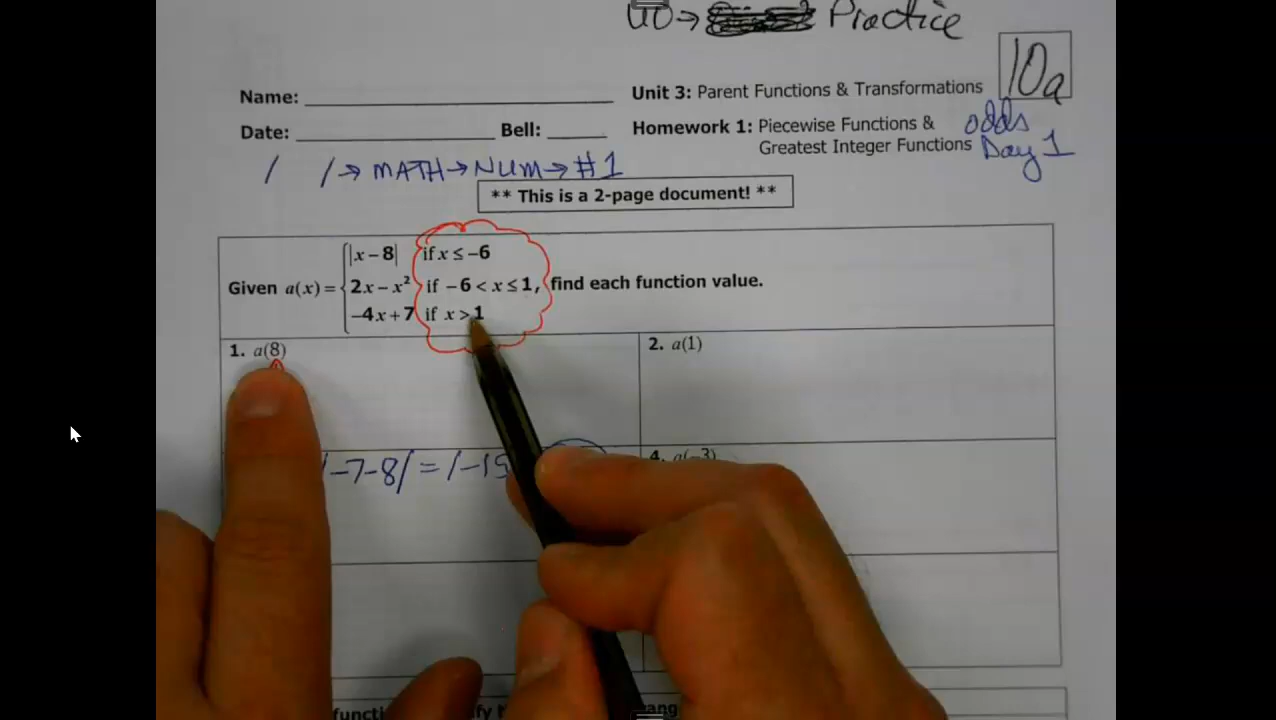 Practice
10a
Name: Unit 3: Parent Functions & Transformations
Date: Bell: Homework 1: Piecewise Functions & odds
Greatest Integer Functions Day 1
/ /→ MATH→NUM→#1
** This is a 2-page document! **
|x−8| if x ≤ −6
Given a(x) = 2x − x² if −6 < x ≤ 1, find each function value.
−4x + 7 if x > 1
1. a(8) 2. a(1)
4. a(−3)
|−7−8| = |−15